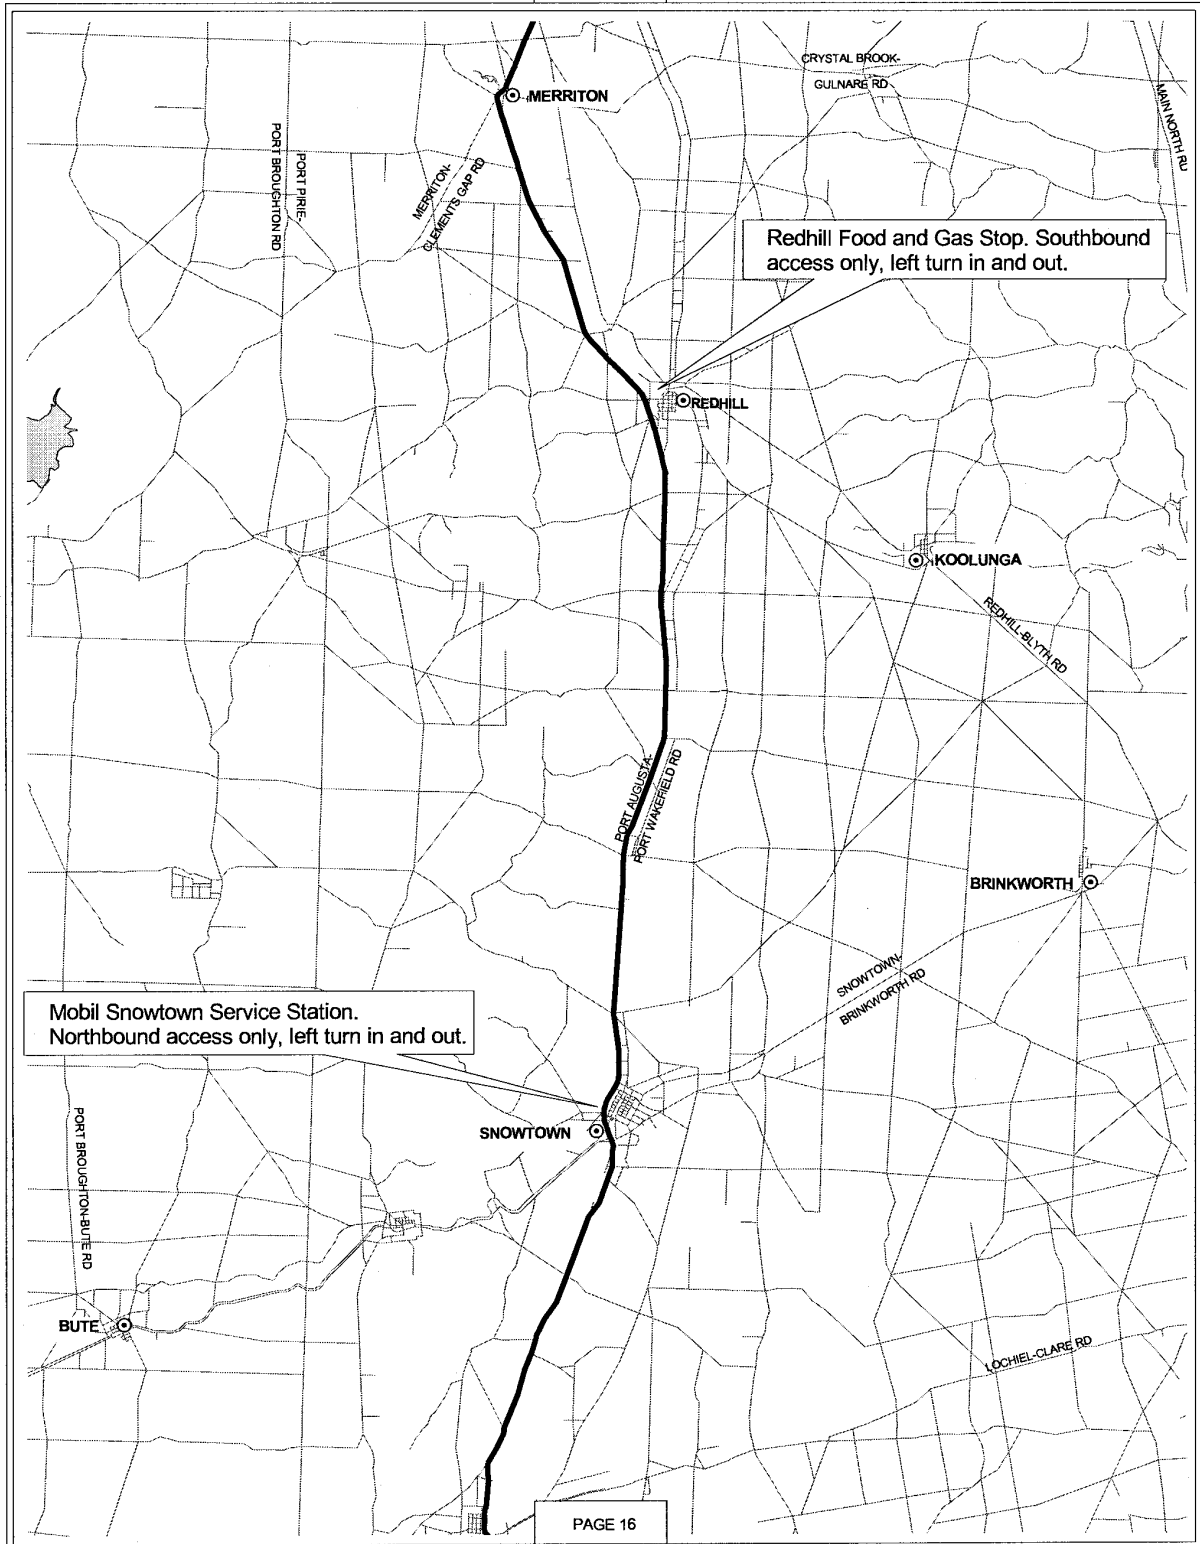 CRYSTAL BROOK-
GULNARE RD
MAIN NORTH RD
MERRITON
PORT PIRIE-
PORT BROUGHTON RD
MERRITON-
CLEMENTS GAP RD
Redhill Food and Gas Stop. Southbound
access only, left turn in and out.
REDHILL
KOOLUNGA
REDHILL-BLYTH RD
PORT AUGUSTA-
PORT WAKEFIELD RD
BRINKWORTH
SNOWTOWN-
BRINKWORTH RD
Mobil Snowtown Service Station.
Northbound access only, left turn in and out.
SNOWTOWN
PORT BROUGHTON-BUTE RD
BUTE
LOCHIEL-CLARE RD
PAGE 16